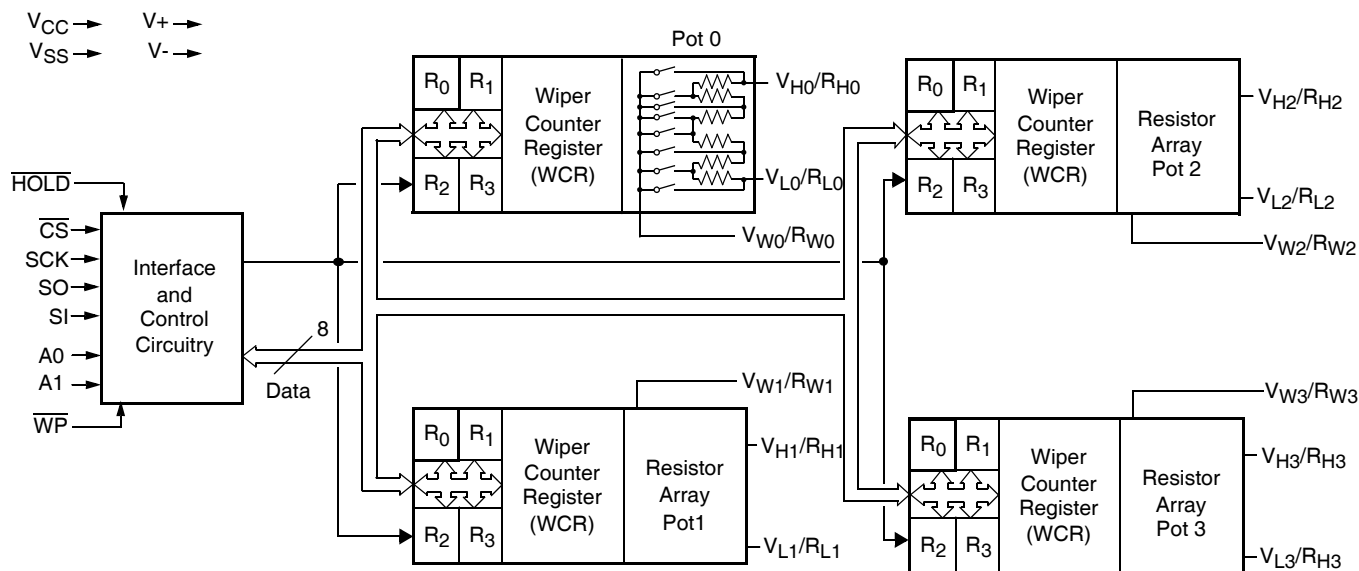 VCC V+
VSS V-
Pot 0
R0 R1
R2 R3
Wiper
Counter
Register
(WCR)
VH0/RH0
VL0/RL0
VW0/RW0
R0 R1
R2 R3
Wiper
Counter
Register
(WCR)
Resistor
Array
Pot 2
VH2/RH2
VL2/RL2
VW2/RW2
HOLD
CS
SCK
SO
SI
A0
A1
WP
Interface
and
Control
Circuitry
8
Data
VW1/RW1
R0 R1
R2 R3
Wiper
Counter
Register
(WCR)
Resistor
Array
Pot1
VH1/RH1
VL1/RL1
VW3/RW3
R0 R1
R2 R3
Wiper
Counter
Register
(WCR)
Resistor
Array
Pot 3
VH3/RH3
VL3/RH3